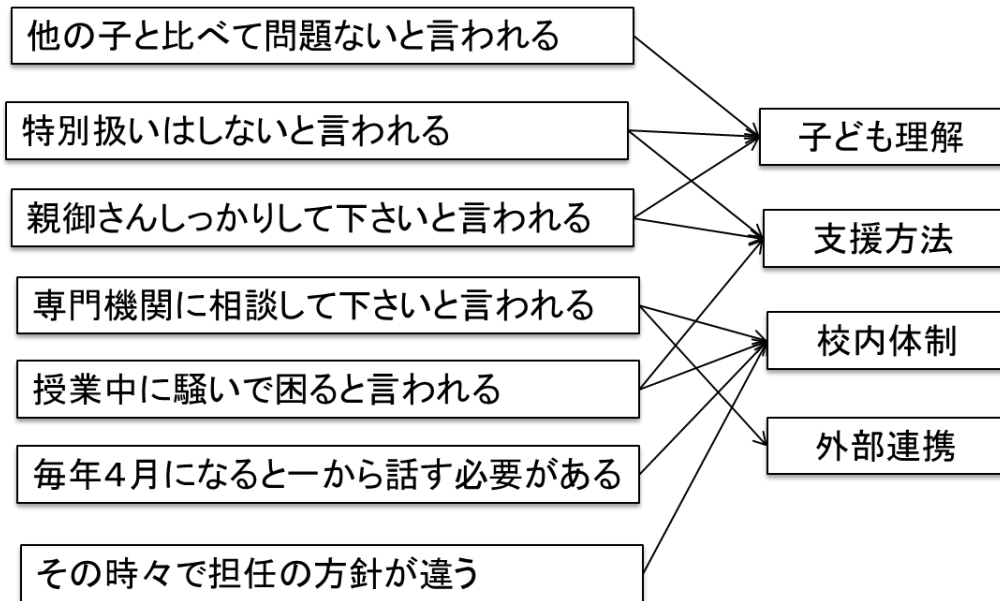 他の子と比べて問題ないと言われる
特別扱いはしないと言われる
親御さんしっかりして下さいと言われる
専門機関に相談して下さいと言われる
授業中に騒いで困ると言われる
毎年４月になると一から話す必要がある
その時々で担任の方針が違う
子ども理解
支援方法
校内体制
外部連携